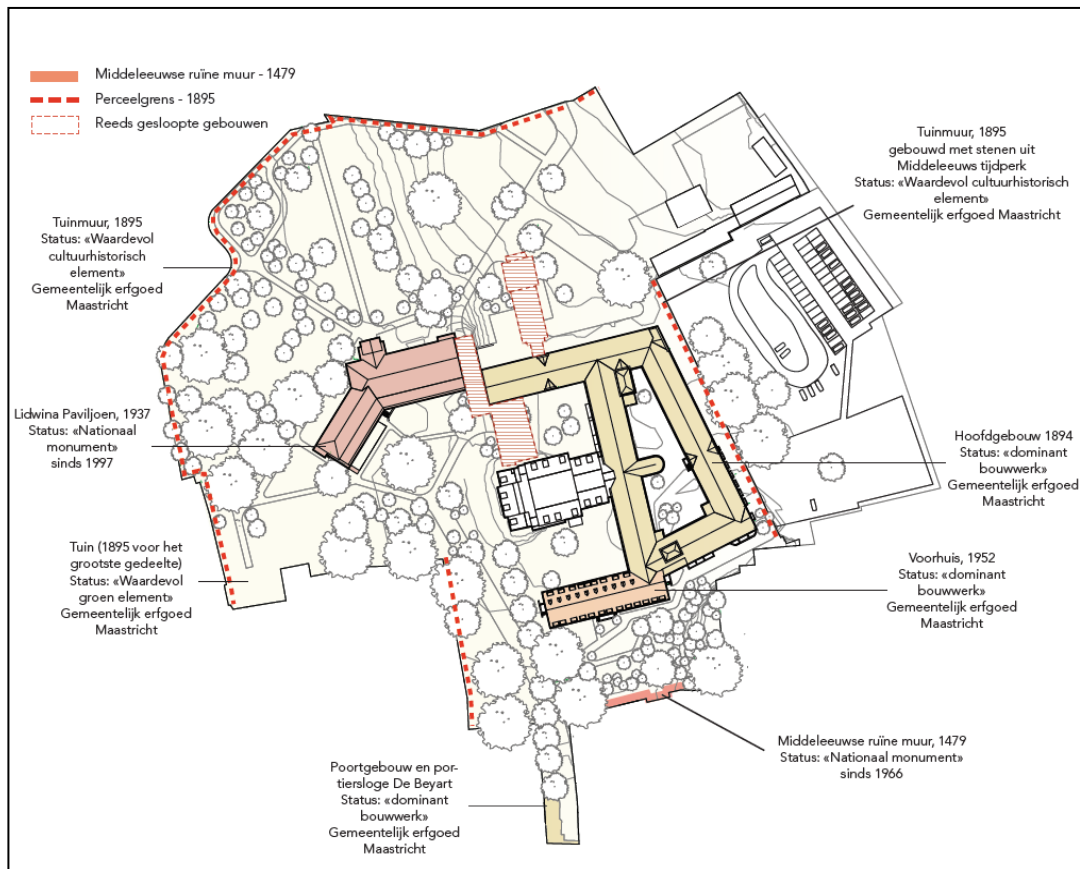 Middeleeuwse ruïne muur - 1479
Perceelgrens - 1895
Reeds gesloopte gebouwen
Tuinmuur, 1895
gebouwd met stenen uit
Middeleeuws tijdperk
Status: «Waardevol cultuurhistorisch
element»
Gemeentelijk erfgoed Maastricht
Tuinmuur, 1895
Status: «Waardevol
cultuurhistorisch
element»
Gemeentelijk erfgoed
Maastricht
Lidwina Paviljoen, 1937
Status: «Nationaal
monument»
sinds 1997
Hoofdgebouw 1894
Status: «dominant
bouwwerk»
Gemeentelijk erfgoed
Maastricht
Tuin (1895 voor het
grootste gedeelte)
Status: «Waardevol
groen element»
Gemeentelijk erfgoed
Maastricht
Voorhuis, 1952
Status: «dominant
bouwwerk»
Gemeentelijk erfgoed
Maastricht
Middeleeuwse ruïne muur, 1479
Status: «Nationaal monument»
sinds 1966
Poortgebouw en por-
tiersloge De Beyart
Status: «dominant
bouwwerk»
Gemeentelijk erfgoed
Maastricht